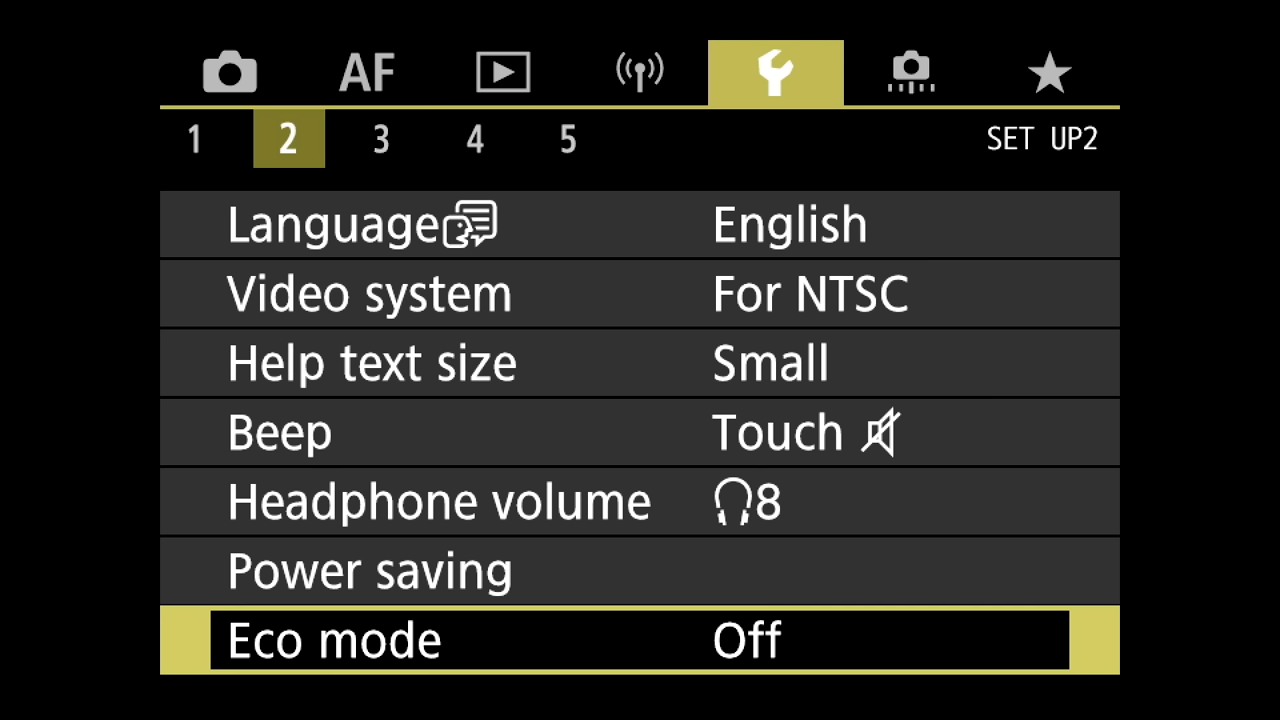 AF
1 2 3 4 5 SET UP2
Language English
Video system For NTSC
Help text size Small
Beep Touch
Headphone volume 8
Power saving
Eco mode Off